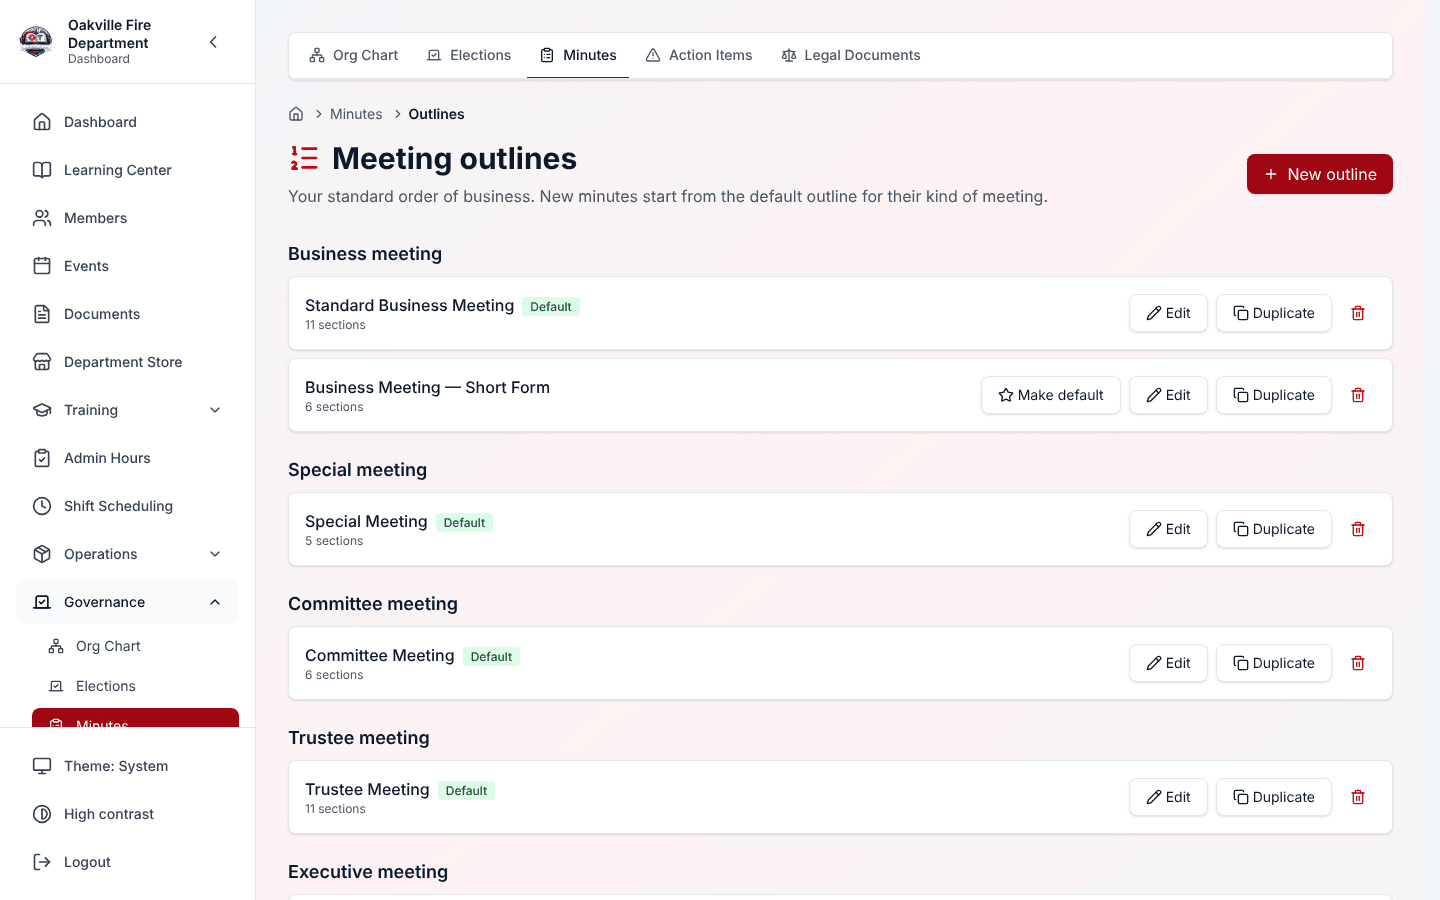 Oakville Fire
Department
Dashboard
Dashboard
Learning Center
Members
Events
Documents
Department Store
Training
Admin Hours
Shift Scheduling
Operations
Governance
Org Chart
Elections
Minutes
Theme: System
High contrast
Logout
Org Chart
Elections
Minutes
Action Items
Legal Documents
Minutes
Outlines
Meeting outlines
Your standard order of business. New minutes start from the default outline for their kind of meeting.
New outline
Business meeting
Standard Business Meeting Default
11 sections
Edit
Duplicate
Business Meeting — Short Form
6 sections
Make default
Edit
Duplicate
Special meeting
Special Meeting Default
5 sections
Edit
Duplicate
Committee meeting
Committee Meeting Default
6 sections
Edit
Duplicate
Trustee meeting
Trustee Meeting Default
11 sections
Edit
Duplicate
Executive meeting